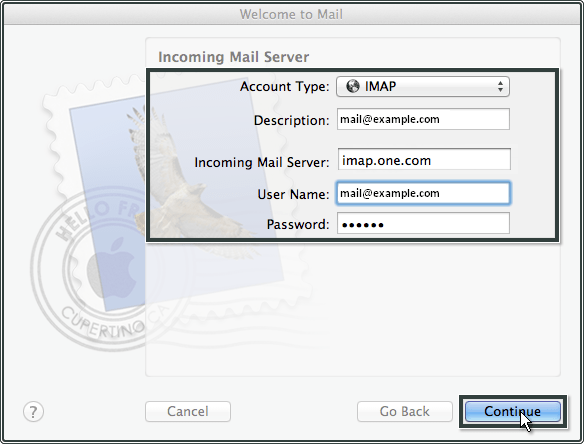 Welcome to Mail
Incoming Mail Server
Account Type: IMAP
Description: mail@example.com
Incoming Mail Server: imap.one.com
User Name: mail@example.com
Password: ••••••
HELLO FR
CUPERTINO CA
? Cancel Go Back Continue